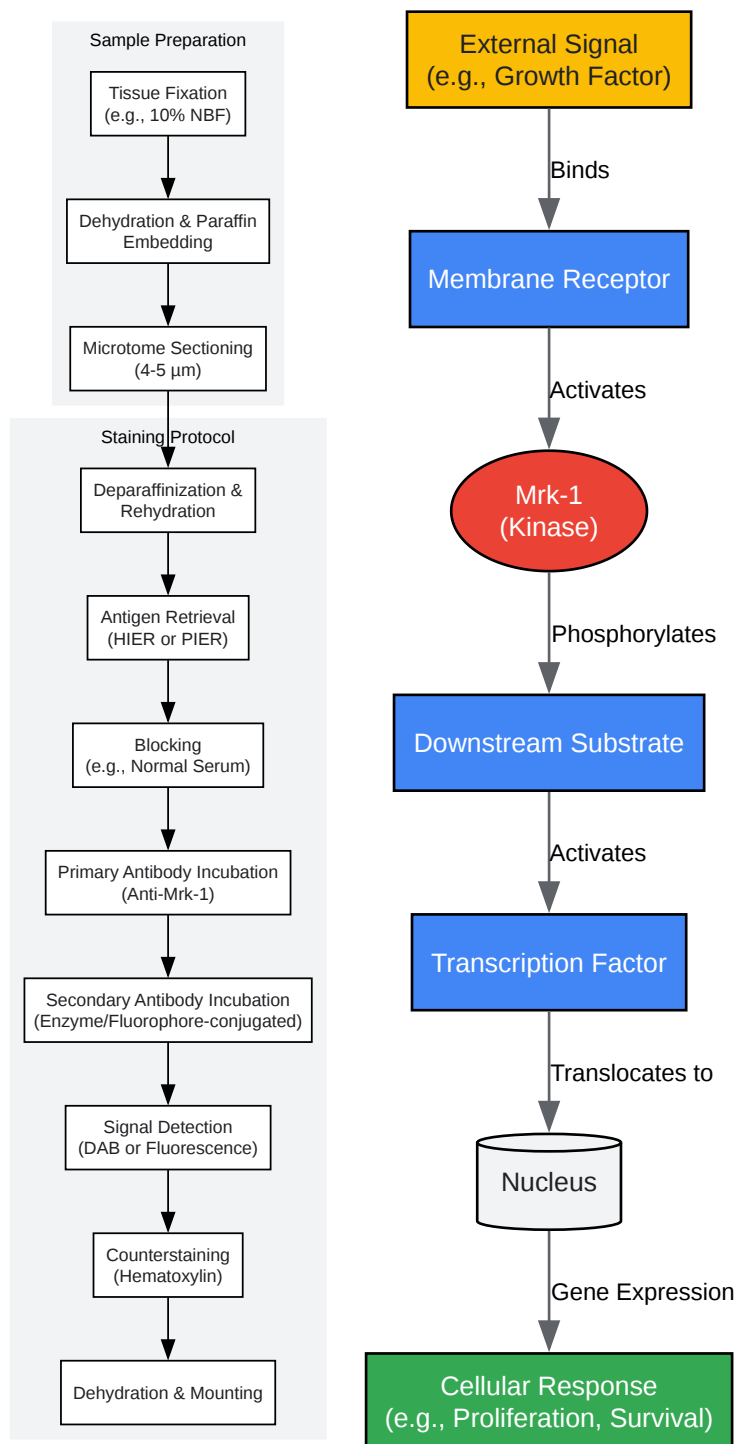 Sample Preparation
Tissue Fixation
(e.g., 10% NBF)
Dehydration & Paraffin
Embedding
Microtome Sectioning
(4-5 µm)
Staining Protocol
Deparaffinization &
Rehydration
Antigen Retrieval
(HIER or PIER)
Blocking
(e.g., Normal Serum)
Primary Antibody Incubation
(Anti-Mrk-1)
Secondary Antibody Incubation
(Enzyme/Fluorophore-conjugated)
Signal Detection
(DAB or Fluorescence)
Counterstaining
(Hematoxylin)
Dehydration & Mounting
External Signal
(e.g., Growth Factor)
Binds
Membrane Receptor
Activates
Mrk-1
(Kinase)
Phosphorylates
Downstream Substrate
Activates
Transcription Factor
Translocates to
Nucleus
Gene Expression
Cellular Response
(e.g., Proliferation, Survival)